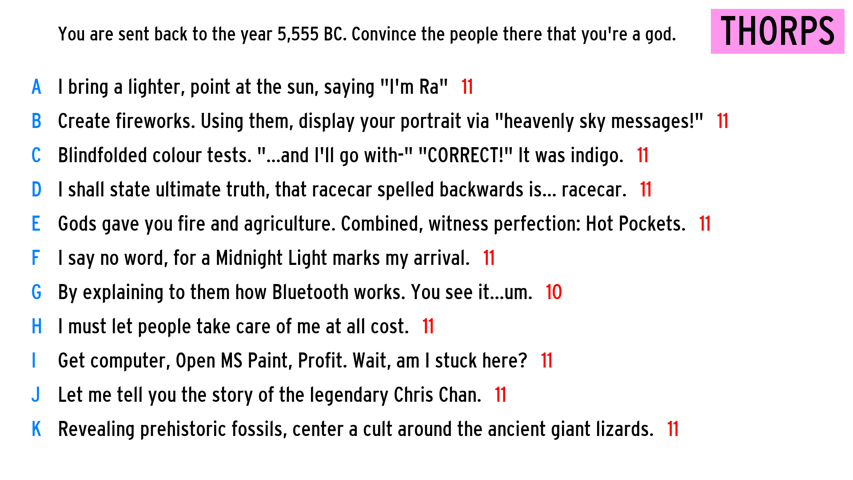 You are sent back to the year 5,555 BC. Convince the people there that you're a god.
THORPS
A I bring a lighter, point at the sun, saying "I'm Ra" 11
B Create fireworks. Using them, display your portrait via "heavenly sky messages!" 11
C Blindfolded colour tests. "...and I'll go with-" "CORRECT!" It was indigo. 11
D I shall state ultimate truth, that racecar spelled backwards is... racecar. 11
E Gods gave you fire and agriculture. Combined, witness perfection: Hot Pockets. 11
F I say no word, for a Midnight Light marks my arrival. 11
G By explaining to them how Bluetooth works. You see it...um. 10
H I must let people take care of me at all cost. 11
I Get computer, Open MS Paint, Profit. Wait, am I stuck here? 11
J Let me tell you the story of the legendary Chris Chan. 11
K Revealing prehistoric fossils, center a cult around the ancient giant lizards. 11